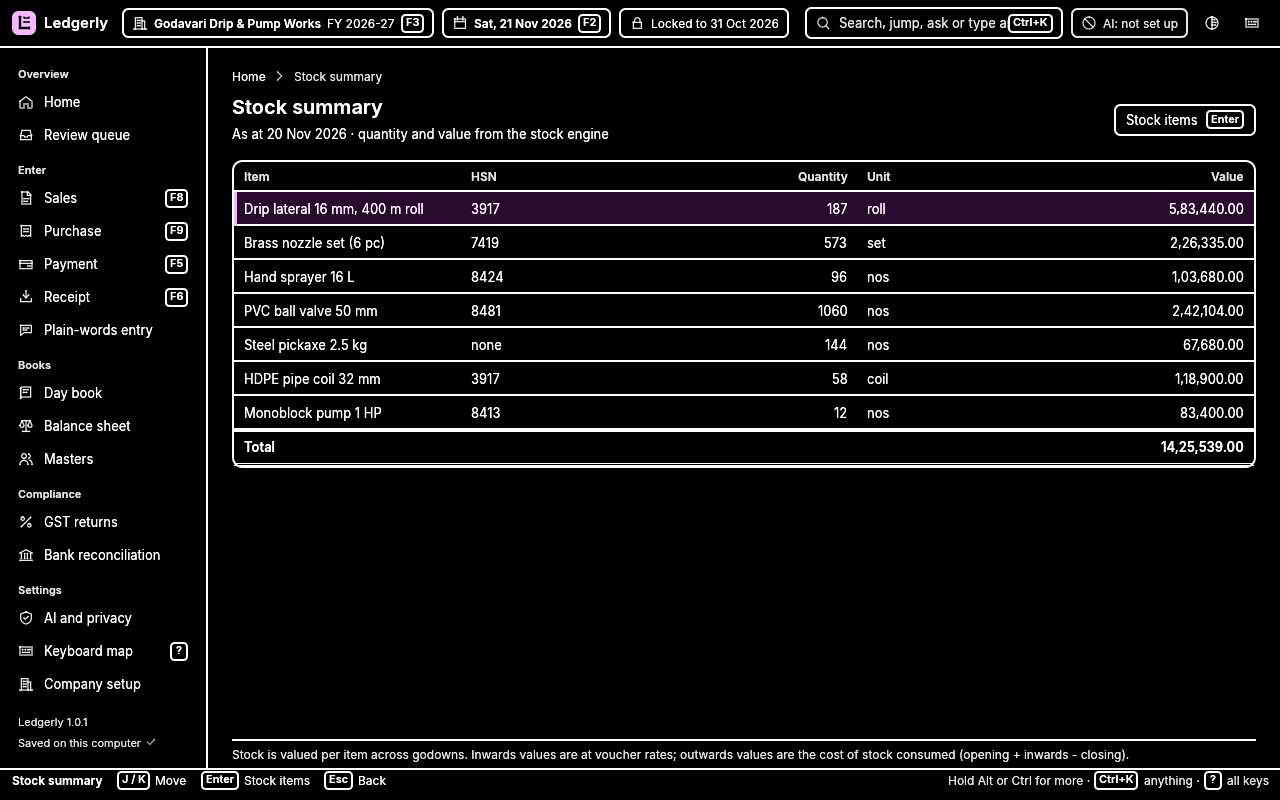 Ledgerly
Godavari Drip & Pump Works FY 2026-27 F3
Sat, 21 Nov 2026 F2
Locked to 31 Oct 2026
Search, jump, ask or type a Ctrl+K
AI: not set up
Overview
Home
Review queue
Enter
Sales F8
Purchase F9
Payment F5
Receipt F6
Plain-words entry
Books
Day book
Balance sheet
Masters
Compliance
GST returns
Bank reconciliation
Settings
AI and privacy
Keyboard map ?
Company setup
Ledgerly 1.0.1
Saved on this computer
Home Stock summary
Stock summary
As at 20 Nov 2026 · quantity and value from the stock engine
Stock items Enter
Item HSN Quantity Unit Value
Drip lateral 16 mm, 400 m roll 3917 187 roll 5,83,440.00
Brass nozzle set (6 pc) 7419 573 set 2,26,335.00
Hand sprayer 16 L 8424 96 nos 1,03,680.00
PVC ball valve 50 mm 8481 1060 nos 2,42,104.00
Steel pickaxe 2.5 kg none 144 nos 67,680.00
HDPE pipe coil 32 mm 3917 58 coil 1,18,900.00
Monoblock pump 1 HP 8413 12 nos 83,400.00
Total 14,25,539.00
Stock is valued per item across godowns. Inwards values are at voucher rates; outwards values are the cost of stock consumed (opening + inwards - closing).
Stock summary J / K Move Enter Stock items Esc Back
Hold Alt or Ctrl for more · Ctrl+K anything · ? all keys